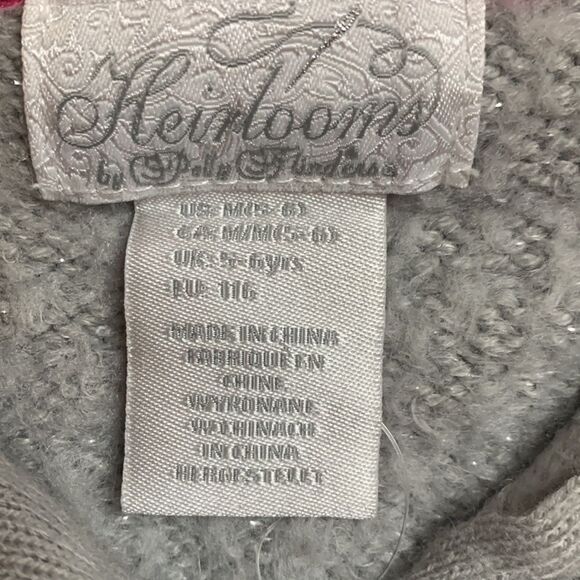 Heirlooms
by Polly Flinders
US: M(5-6)
CA: M/M(5-6)
UK: 5-6yrs
EU: 116
MADE IN CHINA
FABRIQUÉ EN
CHINE
WYKONANE
W CHINACH
IN CHINA
HERGESTELLT